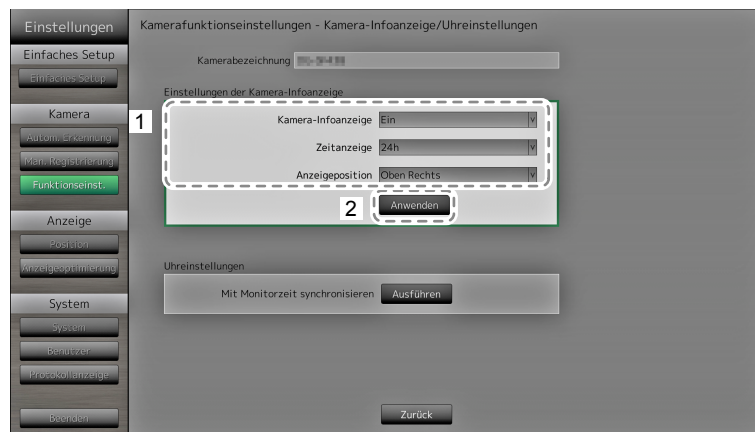 Einstellungen
Kamerafunktionseinstellungen - Kamera-Infoanzeige/Uhreinstellungen
Einfaches Setup
Einfaches Setup
Kamera
Autom. Erkennung
Man. Registrierung
Funktionseinst.
Anzeige
Position
Anzeigeoptimierung
System
System
Benutzer
Protokollanzeige
Beenden
Kamerabezeichnung
Einstellungen der Kamera-Infoanzeige
1
Kamera-Infoanzeige Ein
Zeitanzeige 24h
Anzeigeposition Oben Rechts
2 Anwenden
Uhreinstellungen
Mit Monitorzeit synchronisieren Ausführen
Zurück